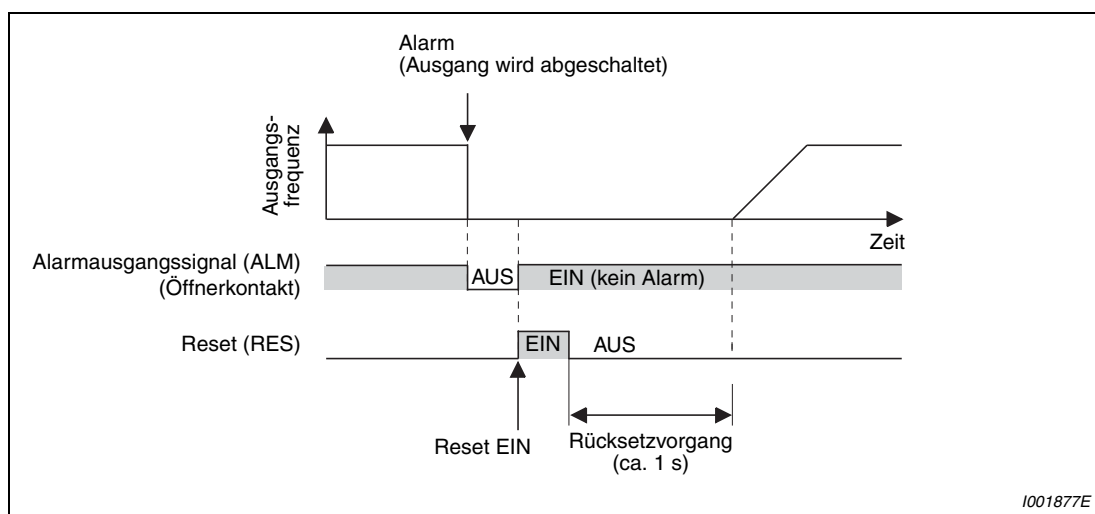 Alarm
(Ausgang wird abgeschaltet)
Ausgangs-
frequenz
Zeit
Alarmausgangssignal (ALM)
(Öffnerkontakt)
AUS
EIN (kein Alarm)
Reset (RES)
EIN
AUS
Reset EIN
Rücksetzvorgang
(ca. 1 s)
I001877E